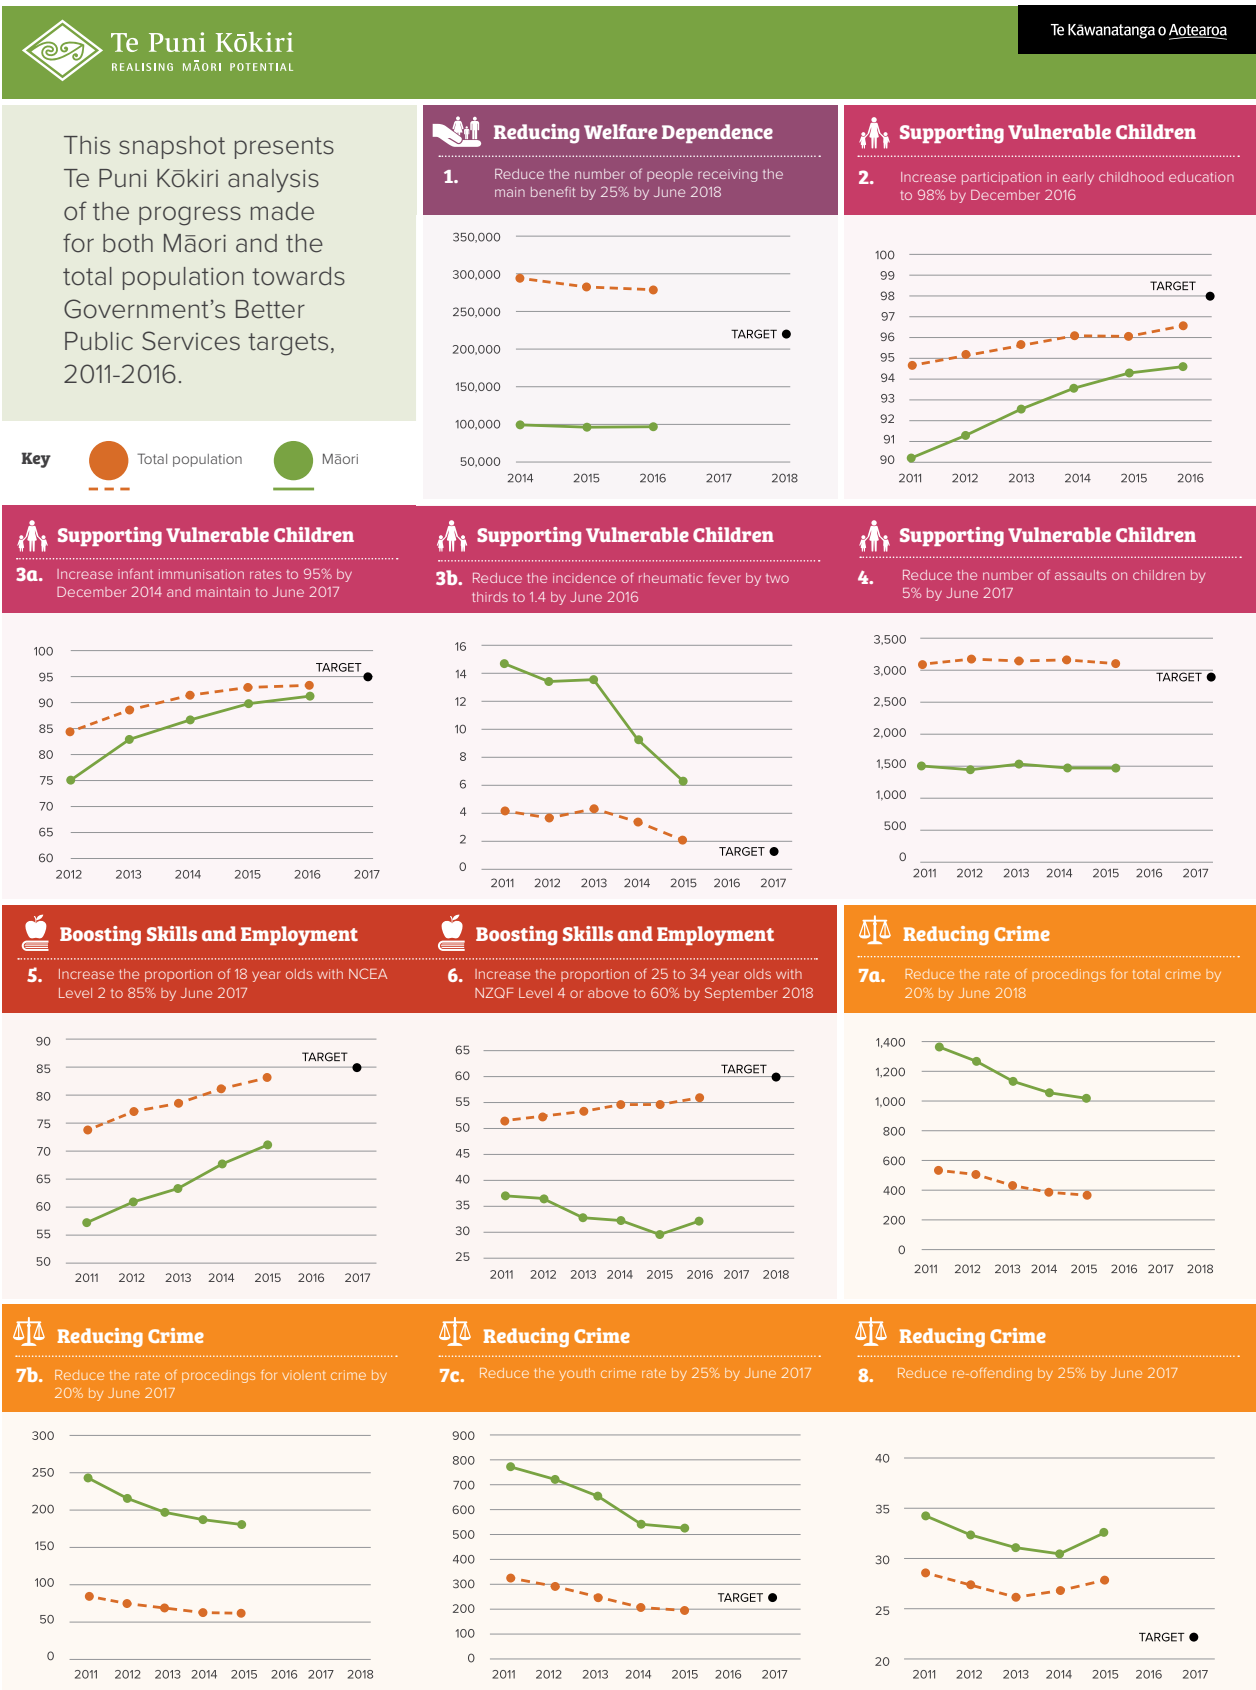 Te Puni Kōkiri
REALISING MĀORI POTENTIAL
Te Kāwanatanga o Aotearoa
This snapshot presents
Te Puni Kōkiri analysis
of the progress made
for both Māori and the
total population towards
Government's Better
Public Services targets,
2011-2016.
Key
Total population
Māori
Reducing Welfare Dependence
1. Reduce the number of people receiving the
main benefit by 25% by June 2018
350,000
300,000
250,000
200,000
150,000
100,000
50,000
TARGET
2014 2015 2016 2017 2018
Supporting Vulnerable Children
2. Increase participation in early childhood education
to 98% by December 2016
100
99
98
97
96
95
94
93
92
91
90
TARGET
2011 2012 2013 2014 2015 2016
Supporting Vulnerable Children
3a. Increase infant immunisation rates to 95% by
December 2014 and maintain to June 2017
100
95
90
85
80
75
70
65
60
TARGET
2012 2013 2014 2015 2016 2017
Supporting Vulnerable Children
3b. Reduce the incidence of rheumatic fever by two
thirds to 1.4 by June 2016
16
14
12
10
8
6
4
2
0
TARGET
2011 2012 2013 2014 2015 2016 2017
Supporting Vulnerable Children
4. Reduce the number of assaults on children by
5% by June 2017
3,500
3,000
2,500
2,000
1,500
1,000
500
0
TARGET
2011 2012 2013 2014 2015 2016 2017
Boosting Skills and Employment
5. Increase the proportion of 18 year olds with NCEA
Level 2 to 85% by June 2017
90
85
80
75
70
65
60
55
50
TARGET
2011 2012 2013 2014 2015 2016 2017
Boosting Skills and Employment
6. Increase the proportion of 25 to 34 year olds with
NZQF Level 4 or above to 60% by September 2018
65
60
55
50
45
40
35
30
25
TARGET
2011 2012 2013 2014 2015 2016 2017 2018
Reducing Crime
7a. Reduce the rate of procedings for total crime by
20% by June 2018
1,400
1,200
1,000
800
600
400
200
0
2011 2012 2013 2014 2015 2016 2017 2018
Reducing Crime
7b. Reduce the rate of procedings for violent crime by
20% by June 2017
300
250
200
150
100
50
0
2011 2012 2013 2014 2015 2016 2017 2018
Reducing Crime
7c. Reduce the youth crime rate by 25% by June 2017
900
800
700
600
500
400
300
200
100
0
TARGET
2011 2012 2013 2014 2015 2016 2017
Reducing Crime
8. Reduce re-offending by 25% by June 2017
40
35
30
25
20
TARGET
2011 2012 2013 2014 2015 2016 2017